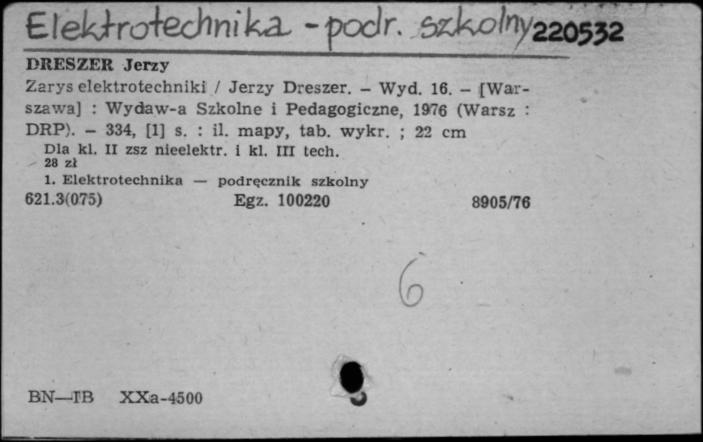 Elektrotechnika - podr. szkolny 220532
DRESZER Jerzy
Zarys elektrotechniki / Jerzy Dreszer. — Wyd. 16. — [War-
szawa] : Wydaw-a Szkolne i Pedagogiczne, 1976 (Warsz :
DRP). — 334, [1] s. : il. mapy, tab. wykr. ; 22 cm
Dla kl. II zsz nieelektr. i kl. III tech.
28 zł
1. Elektrotechnika — podręcznik szkolny
621.3(075) Egz. 100220 8905/76
6
BN—IB XXa-4500